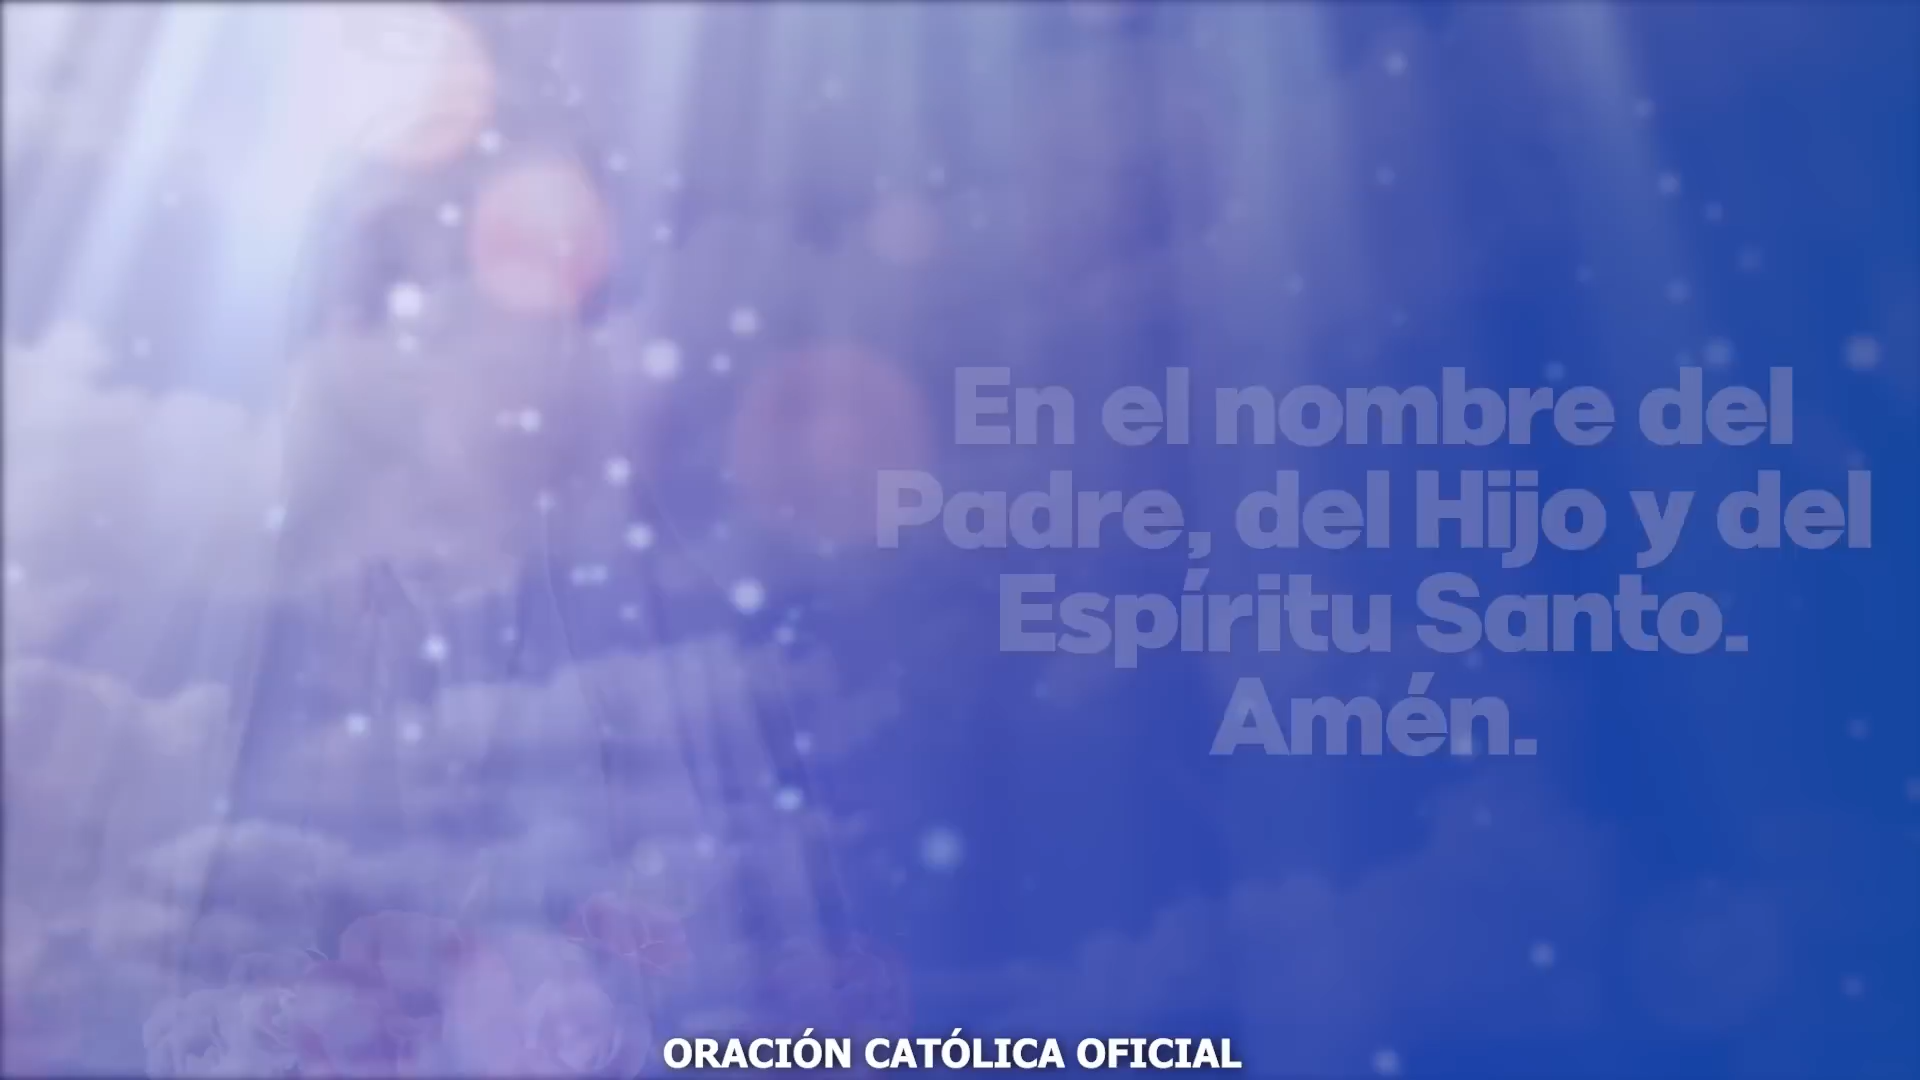 En el nombre del
Padre, del Hijo y del
Espíritu Santo.
Amén.
ORACIÓN CATÓLICA OFICIAL